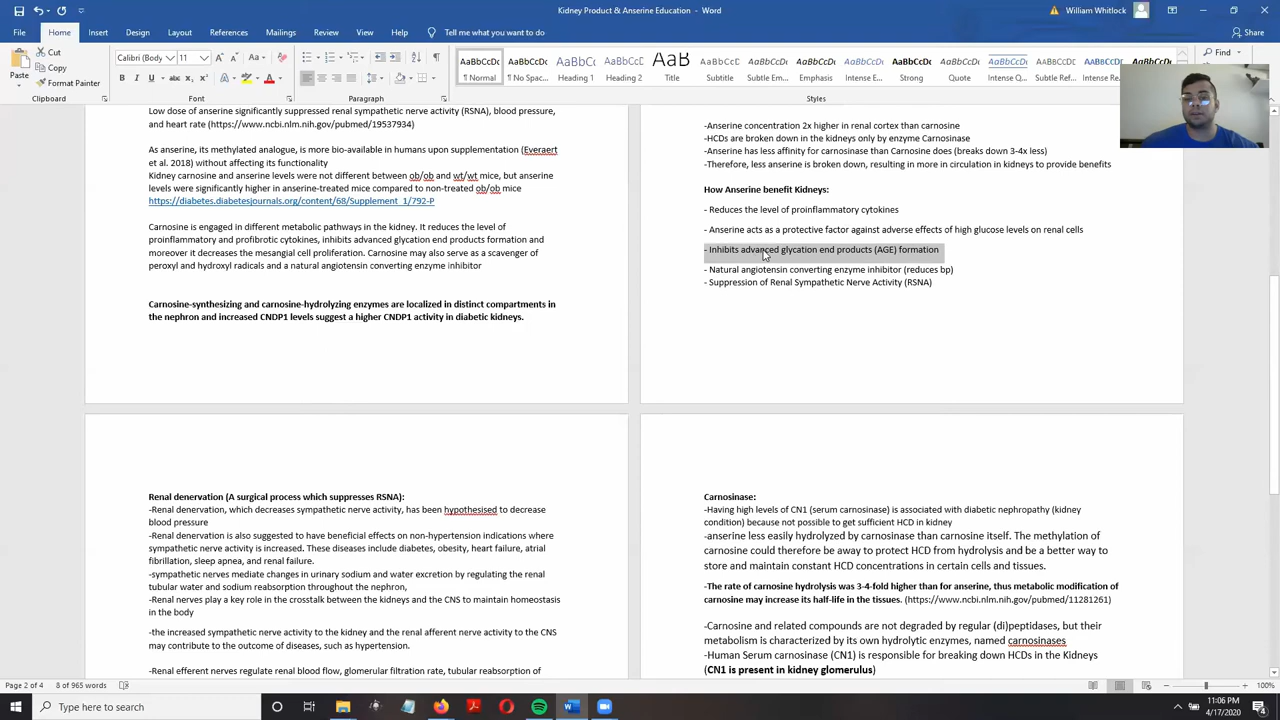 Kidney Product & Anserine Education - Word
Anwain William Whitlock
File
Home
Insert
Design
Layout
References
Mailings
Review
View
Help
Tell me what you want to do
Share
Paste
Cut
Copy
Format Painter
Clipboard
Calibri (Body
11
Font
Paragraph
AaBbCcDc
¶ Normal
¶ No Spac...
Heading 1
Heading 2
Title
Subtitle
Subtle Em...
Emphasis
Intense E...
Strong
Quote
Intense Q...
Subtle Ref...
Intense Re...
Styles
Find
Low dose of anserine significantly suppressed renal sympathetic nerve activity (RSNA), blood pressure,
and heart rate (https://www.ncbi.nlm.nih.gov/pubmed/19537934)
As anserine, its methylated analogue, is more bio-available in humans upon supplementation (Everaert
et al. 2018) without affecting its functionality
Kidney carnosine and anserine levels were not different between ob/ob and wt/wt mice, but anserine
levels were significantly higher in anserine-treated mice compared to non-treated ob/ob mice
https://diabetes.diabetesjournals.org/content/68/Supplement_1/792-P
Carnosine is engaged in different metabolic pathways in the kidney. It reduces the level of
proinflammatory and profibrotic cytokines, inhibits advanced glycation end products formation and
moreover it decreases the mesangial cell proliferation. Carnosine may also serve as a scavenger of
peroxyl and hydroxyl radicals and a natural angiotensin converting enzyme inhibitor
Carnosine-synthesizing and carnosine-hydrolyzing enzymes are localized in distinct compartments in
the nephron and increased CNDP1 levels suggest a higher CNDP1 activity in diabetic kidneys.
-Anserine concentration 2x higher in renal cortex than carnosine
-HCDs are broken down in the kidneys only by enzyme Carnosinase
-Anserine has less affinity for carnosinase than Carnosine does (breaks down 3-4x less)
-Therefore, less anserine is broken down, resulting in more in circulation in kidneys to provide benefits
How Anserine benefit Kidneys:
- Reduces the level of proinflammatory cytokines
- Anserine acts as a protective factor against adverse effects of high glucose levels on renal cells
- Inhibits advanced glycation end products (AGE) formation
- Natural angiotensin converting enzyme inhibitor (reduces bp)
- Suppression of Renal Sympathetic Nerve Activity (RSNA)
Renal denervation (A surgical process which suppresses RSNA):
-Renal denervation, which decreases sympathetic nerve activity, has been hypothesised to decrease
blood pressure
-Renal denervation is also suggested to have beneficial effects on non-hypertension indications where
sympathetic nerve activity is increased. These diseases include diabetes, obesity, heart failure, atrial
fibrillation, sleep apnea, and renal failure.
-sympathetic nerves mediate changes in urinary sodium and water excretion by regulating the renal
tubular water and sodium reabsorption throughout the nephron,
-Renal nerves play a key role in the crosstalk between the kidneys and the CNS to maintain homeostasis
in the body
-the increased sympathetic nerve activity to the kidney and the renal afferent nerve activity to the CNS
may contribute to the outcome of diseases, such as hypertension.
-Renal efferent nerves regulate renal blood flow, glomerular filtration rate, tubular reabsorption of
Carnosinase:
-Having high levels of CN1 (serum carnosinase) is associated with diabetic nephropathy (kidney
condition) because not possible to get sufficient HCD in kidney
-anserine less easily hydrolyzed by carnosinase than carnosine itself. The methylation of
carnosine could therefore be away to protect HCD from hydrolysis and be a better way to
store and maintain constant HCD concentrations in certain cells and tissues.
-The rate of carnosine hydrolysis was 3-4-fold higher than for anserine, thus metabolic modification of
carnosine may increase its half-life in the tissues. (https://www.ncbi.nlm.nih.gov/pubmed/11281261)
-Carnosine and related compounds are not degraded by regular (di)peptidases, but their
metabolism is characterized by its own hydrolytic enzymes, named carnosinases
-Human Serum carnosinase (CN1) is responsible for breaking down HCDs in the Kidneys
(CN1 is present in kidney glomerulus)
Page 2 of 4
8 of 965 words
100%
Type here to search
11:06 PM
4/17/2020